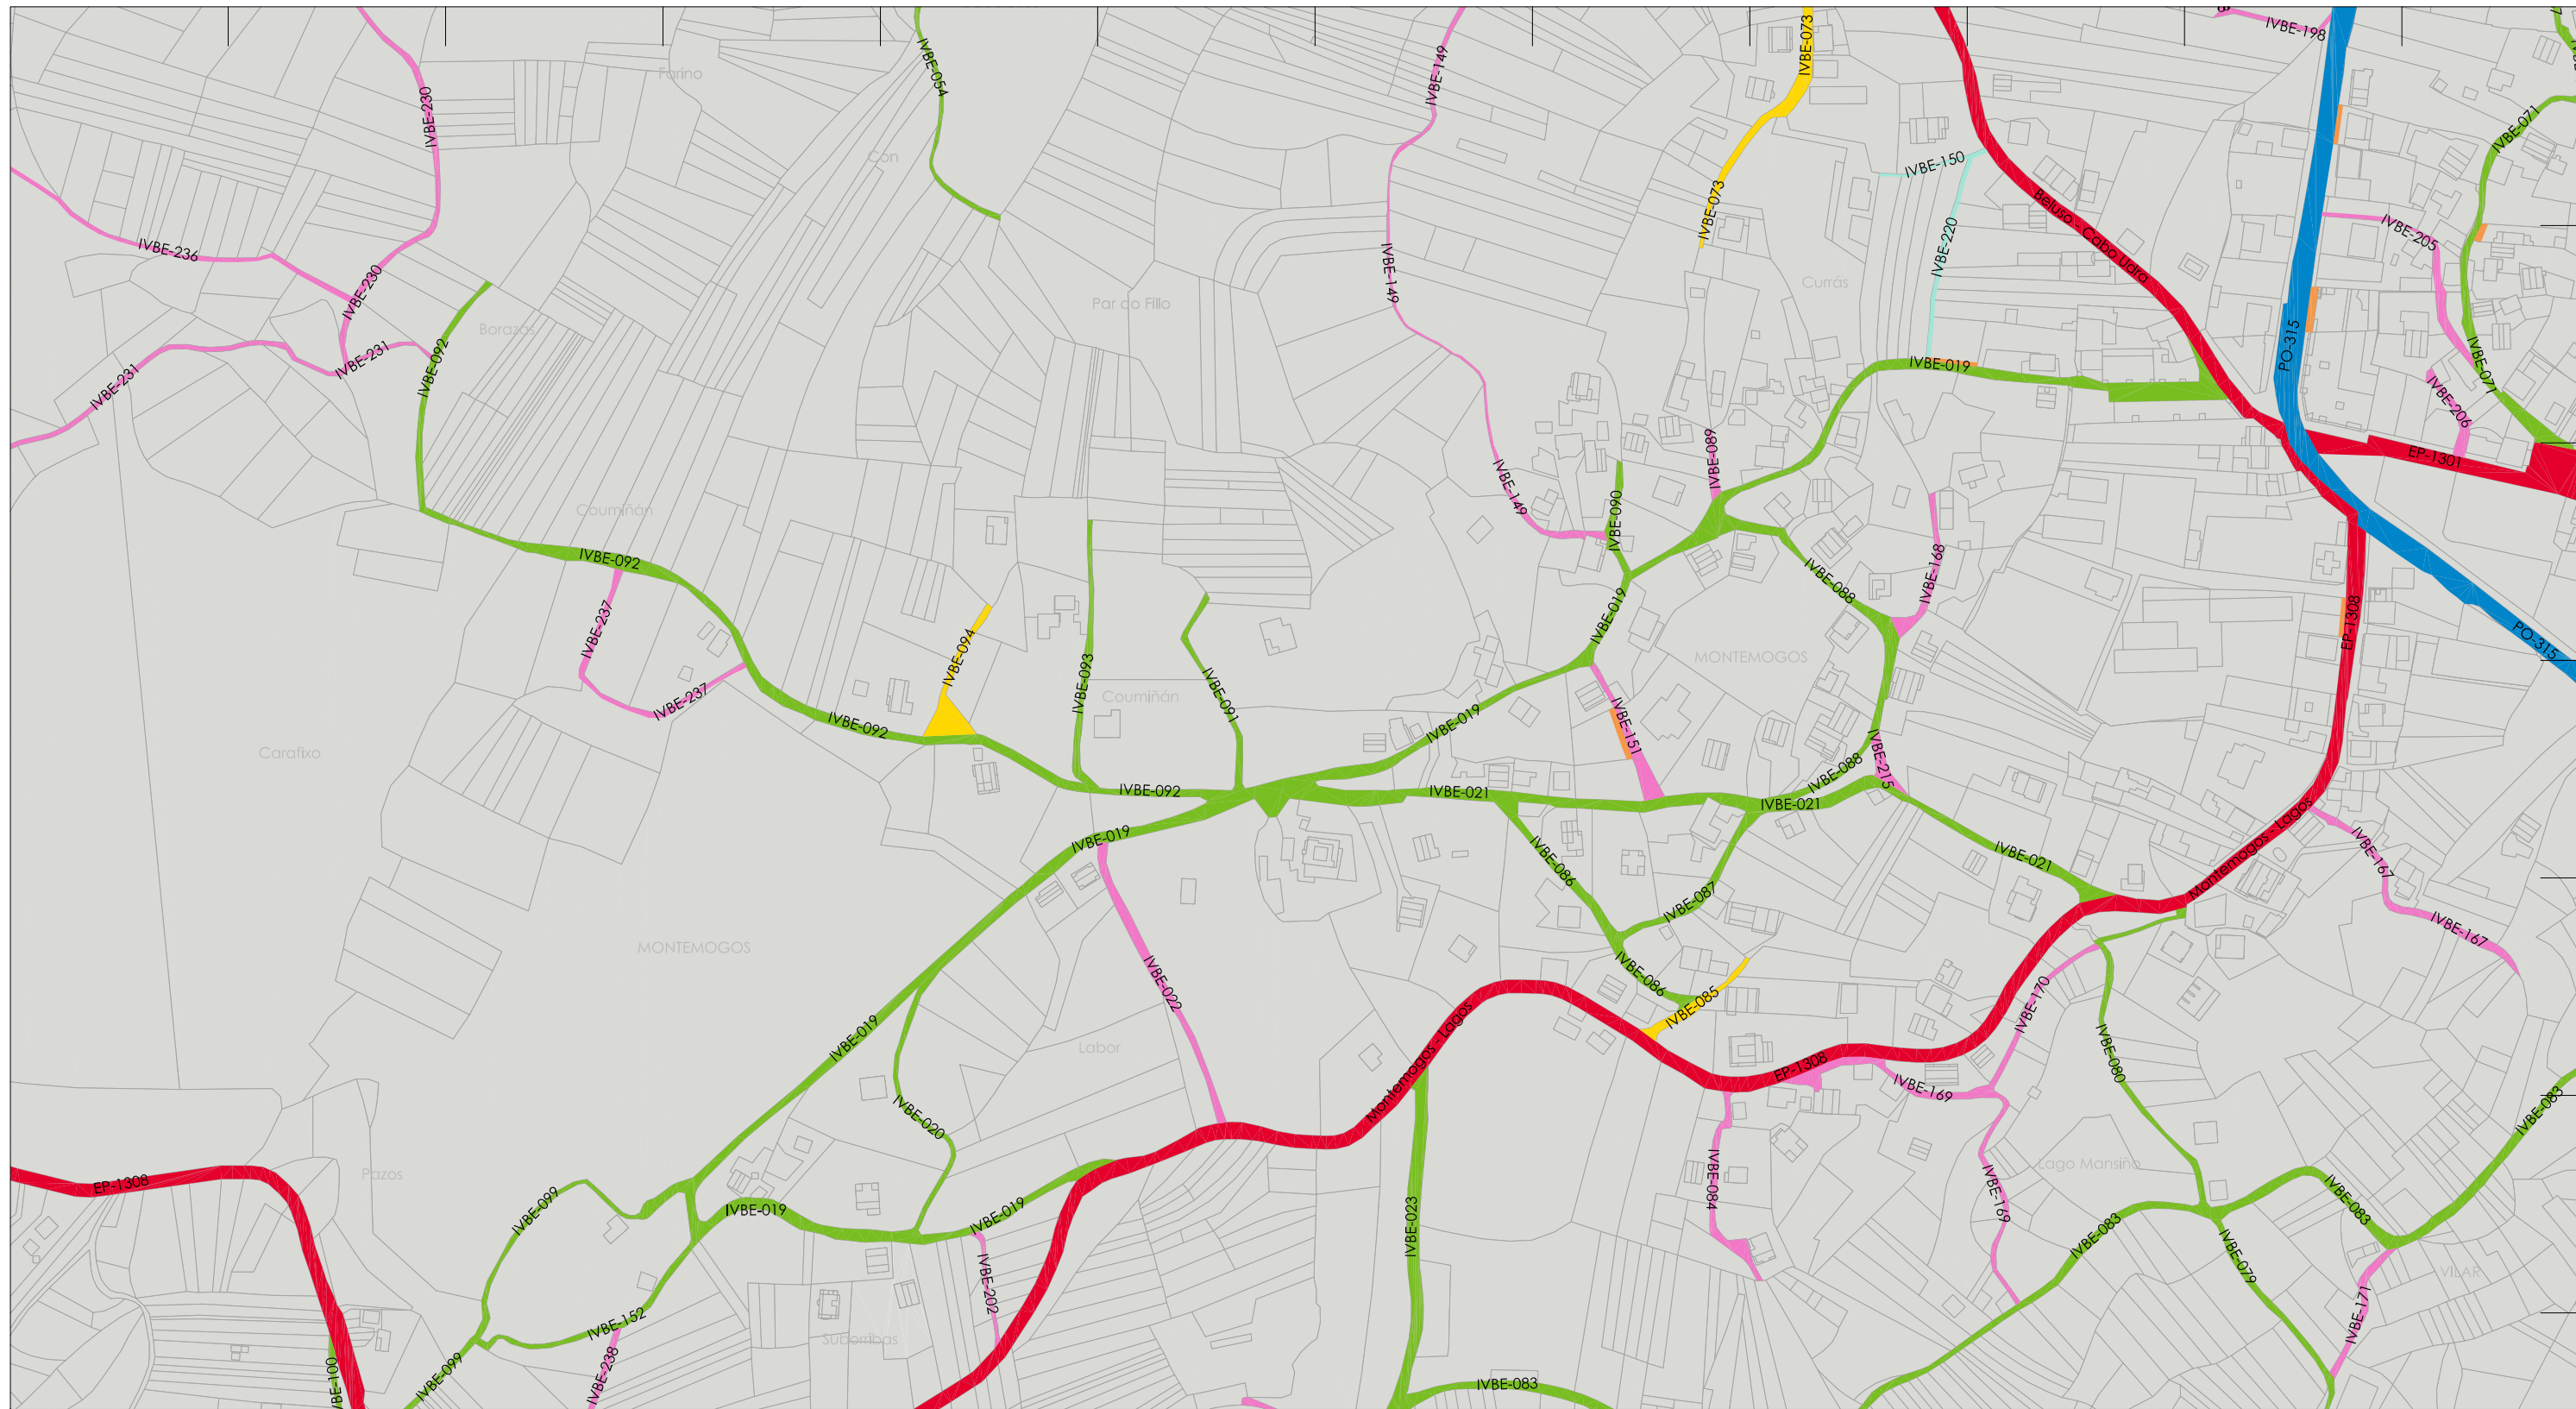 IVBE-198
IVBE-073
IVBE-054
Farino
IVBE-149
IVBE-230
IVBE-071
Con
IVBE-150
IVBE-073
IVBE-205
Beluso - Cabo Udra
IVBE-236
IVBE-220
IVBE-149
IVBE-230
Currás
Par do Fillo
Borazos
PO-315
IVBE-231
IVBE-092
IVBE-019
IVBE-071
IVBE-231
IVBE-206
IVBE-089
EP-1301
IVBE-149
IVBE-090
Coumiñán
IVBE-092
IVBE-088
IVBE-168
IVBE-019
EP-1308
IVBE-237
PO-315
IVBE-094
MONTEMOGOS
IVBE-093
Coumiñán
IVBE-091
IVBE-237
IVBE-092
IVBE-019
IVBE-151
Carafixo
IVBE-215
IVBE-088
IVBE-092
IVBE-021
IVBE-021
IVBE-019
Montemogos - Lagos
IVBE-167
IVBE-021
IVBE-086
IVBE-087
IVBE-167
MONTEMOGOS
IVBE-022
IVBE-086
IVBE-085
IVBE-170
IVBE-019
Labor
Montemogos - Lagos
IVBE-080
EP-1308
IVBE-169
IVBE-083
IVBE-020
Lago Mansiño
Pazos
EP-1308
IVBE-084
IVBE-169
IVBE-099
IVBE-019
IVBE-019
IVBE-023
IVBE-083
IVBE-083
IVBE-079
VILAR
IVBE-202
IVBE-171
IVBE-152
Suborribas
IVBE-238
IVBE-099
IVBE-083